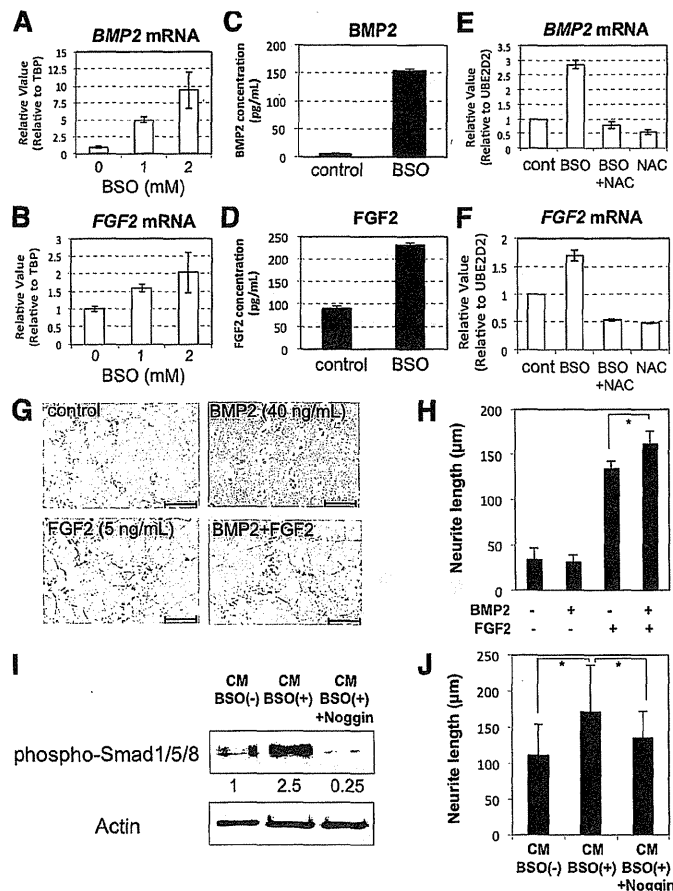 A
BMP2 mRNA
Relative Value
(Relative to TBP)
15
12.5
10
7.5
5
2.5
0
0 1 2
BSO (mM)
B
FGF2 mRNA
Relative Value
(Relative to TBP)
3
2.5
2
1.5
1
0.5
0
0 1 2
BSO (mM)
C
BMP2
BMP2 concentration
(pg/mL)
200
150
100
50
0
control BSO
D
FGF2
FGF2 concentration
(pg/mL)
250
200
150
100
50
0
control BSO
E
BMP2 mRNA
Relative Value
(Relative to UBE2D2)
3.5
3
2.5
2
1.5
1
0.5
0
cont BSO BSO NAC
+NAC
F
FGF2 mRNA
Relative Value
(Relative to UBE2D2)
2
1.5
1
0.5
0
cont BSO BSO NAC
+NAC
G
control
BMP2 (40 ng/mL)
FGF2 (5 ng/mL)
BMP2+FGF2
H
Neurite length (µm)
200
150
100
50
0
*
BMP2 - + - +
FGF2 - - + +
I
CM CM CM
BSO(-) BSO(+) BSO(+)
+Noggin
phospho-Smad1/5/8
1 2.5 0.25
Actin
J
Neurite length (µm)
250
200
150
100
50
0
* *
CM CM CM
BSO(-) BSO(+) BSO(+)
+Noggin